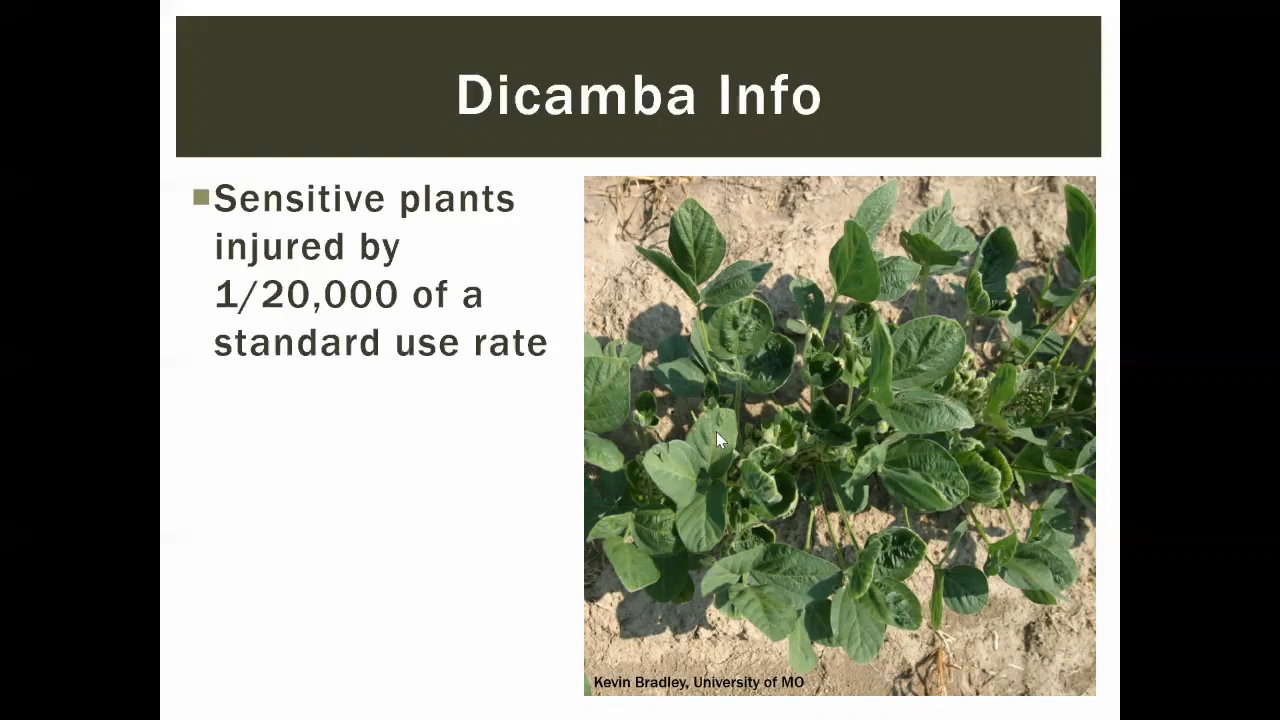 Dicamba Info
Sensitive plants
injured by
1/20,000 of a
standard use rate
Kevin Bradley, University of MO